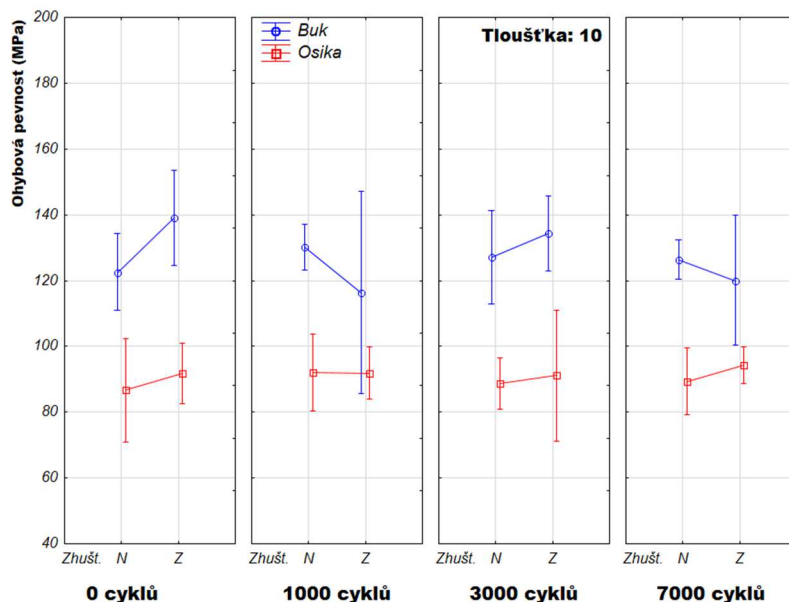 Ohybová pevnost (MPa)
200
180
160
140
120
100
80
60
40
Buk
Osika
Tloušťka: 10
Zhušt. N Z
Zhušt. N Z
Zhušt. N Z
Zhušt. N Z
0 cyklů
1000 cyklů
3000 cyklů
7000 cyklů